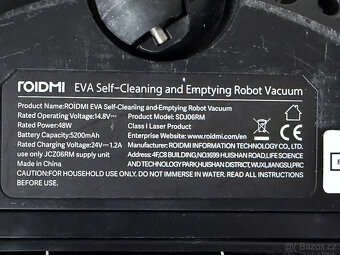 ROIDMI EVA Self-Cleaning and Emptying Robot Vacuum
Product Name:ROIDMI EVA Self-Cleaning and Emptying Robot Vacuum
Rated Operating Voltage:14.8V⎓ Product Model: SDJ06RM
Rated Power:48W Class I Laser Product
Battery Capacity:5200mAh Website: www.roidmi.com/en
Rated Charging Voltage:24V⎓1.2A Manufacturer:
use only JCZ06RM supply unit ROIDMI INFORMATION TECHNOLOGY CO., LTD.
Made in China Address: 4F,C8 BUILDING,NO.1699 HUISHAN ROAD,LIFE SCIENCE
AND TECHNOLOGY PARK,HUISHAN DISTRICT, WUXI,JIANGSU,PRC
CAUTION: FOR HOUSEHOLD USE ONLY. DO NOT IMMERSE IN WATER. READ ALL INSTRUCTIONS
BEFORE USE.
Bazoš.cz